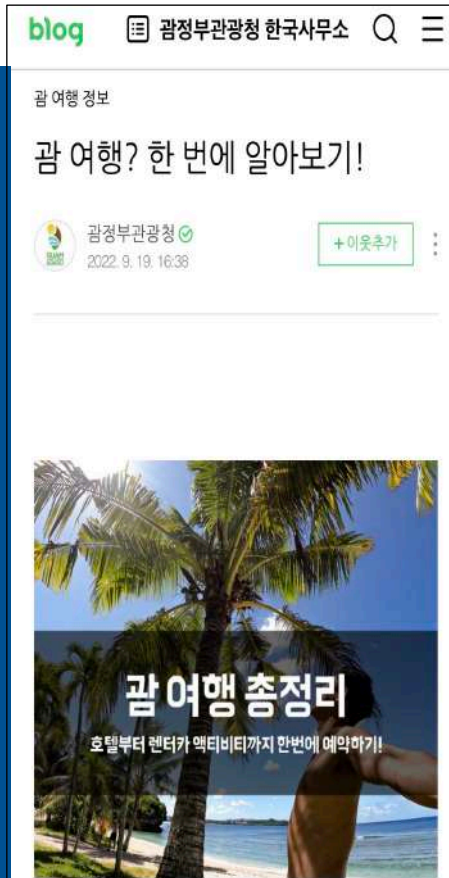 blog 괌정부관광청 한국사무소
괌 여행 정보
괌 여행? 한 번에 알아보기!
괌정부관광청
2022. 9. 19. 16:38
+이웃추가
괌 여행 총정리
호텔부터 렌터카 액티비티까지 한번에 예약하기!